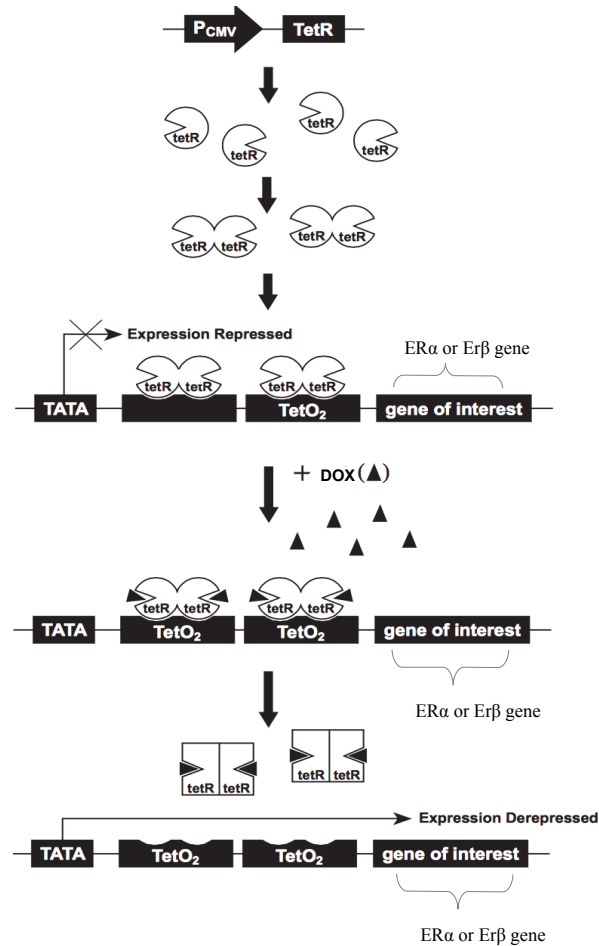 PCMV TetR
tetR tetR tetR tetR
tetR tetR tetR tetR
Expression Repressed
ERα or Erβ gene
tetR tetR tetR tetR
TATA TetO2 gene of interest
+ DOX (▲)
tetR tetR tetR tetR
TATA TetO2 TetO2 gene of interest
ERα or Erβ gene
tetR tetR tetR tetR
Expression Derepressed
TATA TetO2 TetO2 gene of interest
ERα or Erβ gene